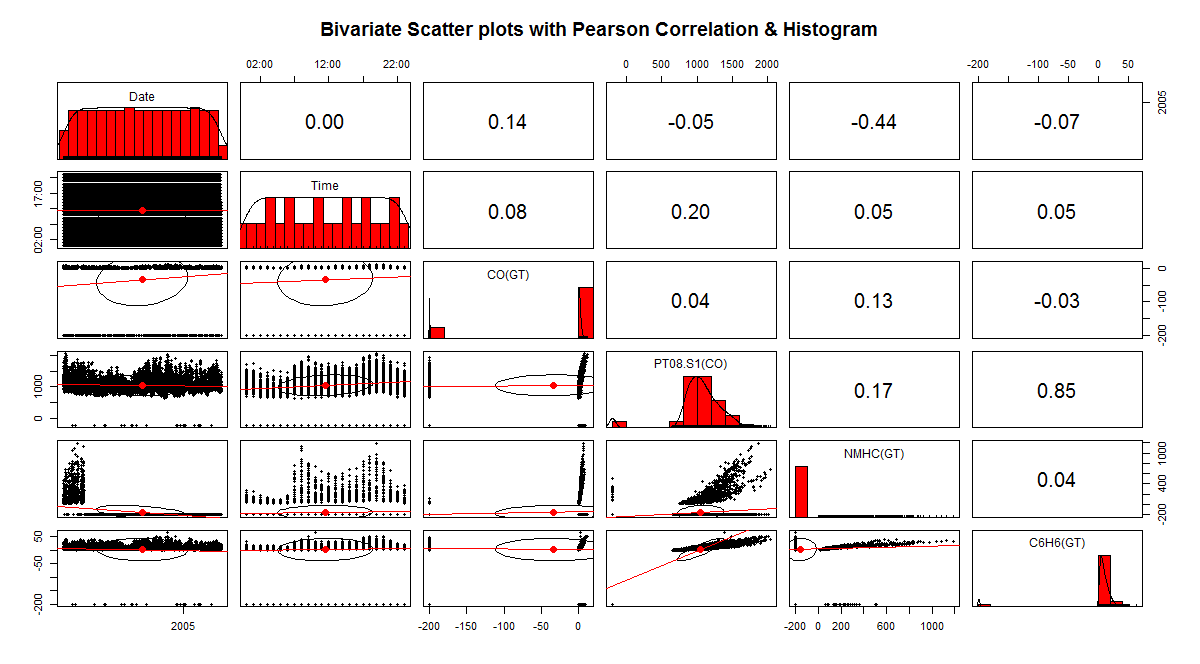 Bivariate Scatter plots with Pearson Correlation & Histogram
02:00 12:00 22:00 0 500 1000 1500 2000 -200 -100 0 50
Date 0.00 0.14 -0.05 -0.44 -0.07 2005
02:00 17:00 Time 0.08 0.20 0.05 0.05
CO(GT) 0.04 0.13 -0.03 -200 -100 0
0 1000 PT08.S1(CO) 0.17 0.85
NMHC(GT) 0.04 -200 400 1000
-200 -50 50 C6H6(GT)
2005 -200 -150 -100 -50 0 -200 0 200 600 1000